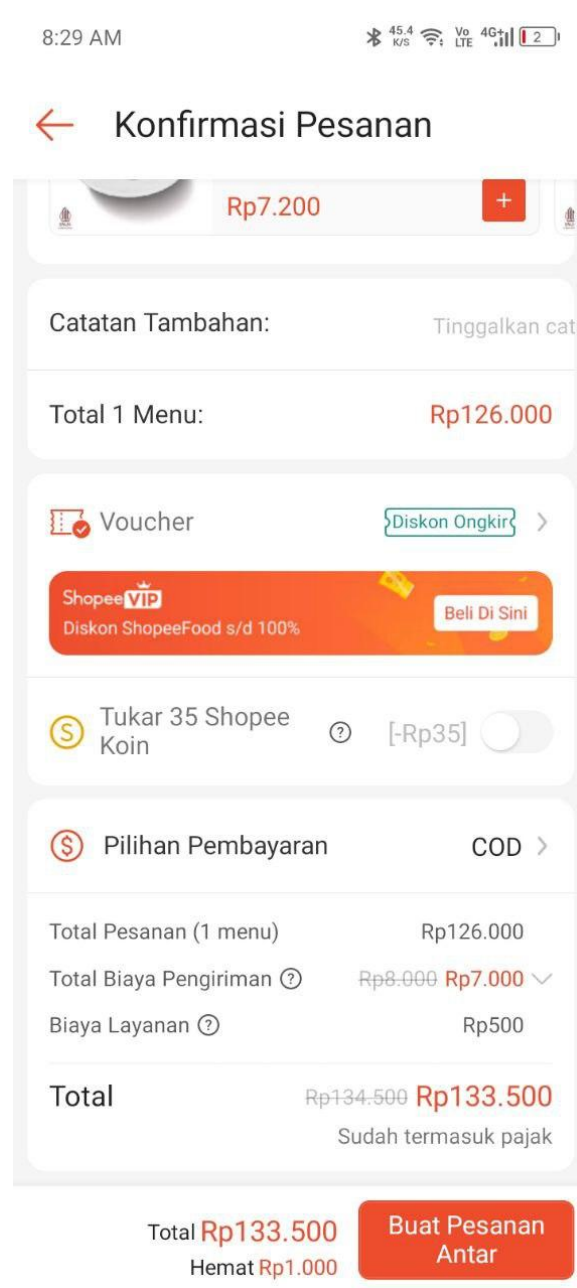 8:29 AM
45.4 K/S
Vo LTE
4G+
2
Konfirmasi Pesanan
Rp7.200
+
Catatan Tambahan:
Tinggalkan cat
Total 1 Menu:
Rp126.000
Voucher
Diskon Ongkir
Shopee VIP
Diskon ShopeeFood s/d 100%
Beli Di Sini
S
Tukar 35 Shopee
Koin
?
[-Rp35]
$
Pilihan Pembayaran
COD
Total Pesanan (1 menu)
Rp126.000
Total Biaya Pengiriman ?
Rp8.000 Rp7.000
Biaya Layanan ?
Rp500
Total
Rp134.500 Rp133.500
Sudah termasuk pajak
Total Rp133.500
Hemat Rp1.000
Buat Pesanan
Antar